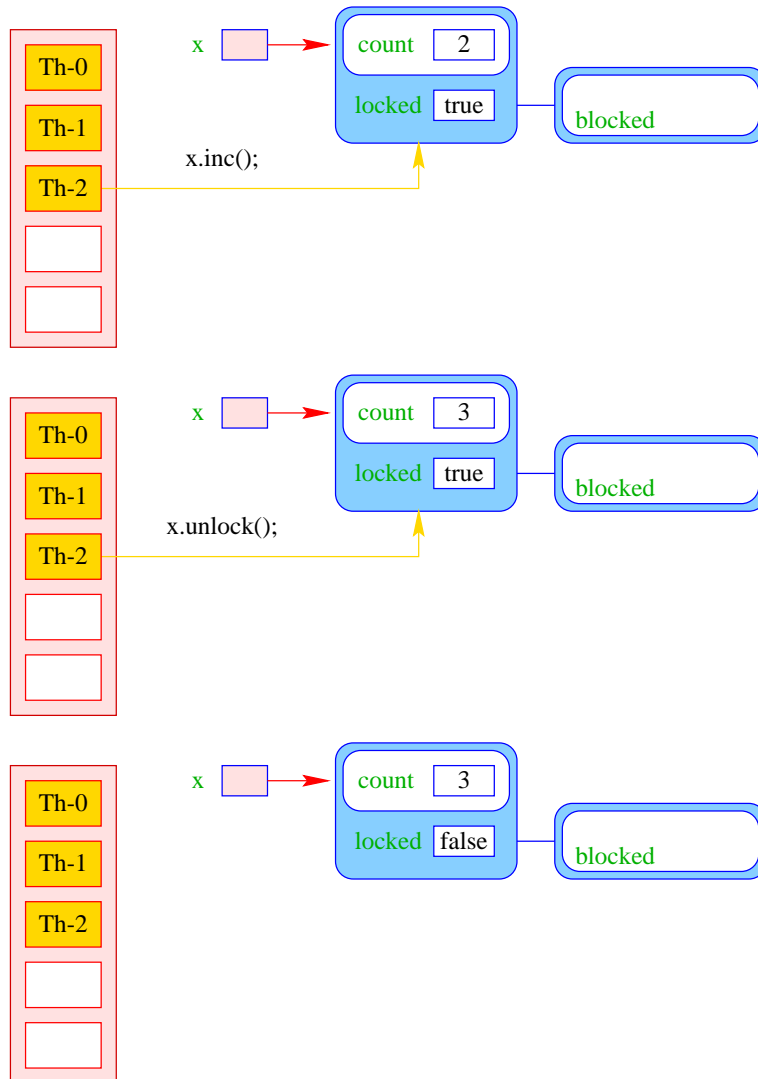 x count 2
Th-0
locked true
Th-1
blocked
x.inc();
Th-2
x count 3
Th-0
locked true
Th-1
blocked
x.unlock();
Th-2
x count 3
Th-0
locked false
Th-1
blocked
Th-2